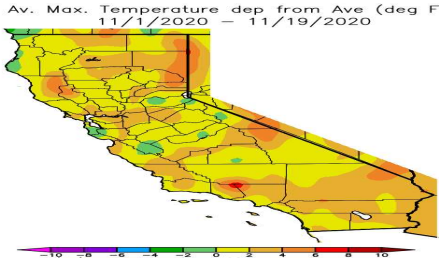 Av. Max. Temperature dep from Ave (deg F
11/1/2020 – 11/19/2020
-10 -8 -6 -4 -2 0 2 4 6 8 10